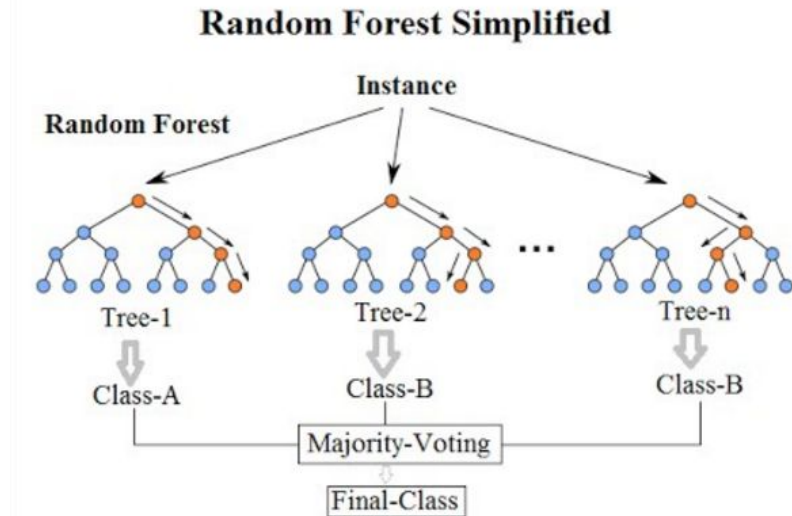 Random Forest Simplified
Instance
Random Forest
...
Tree-1
Tree-2
Tree-n
Class-A
Class-B
Class-B
Majority-Voting
Final-Class